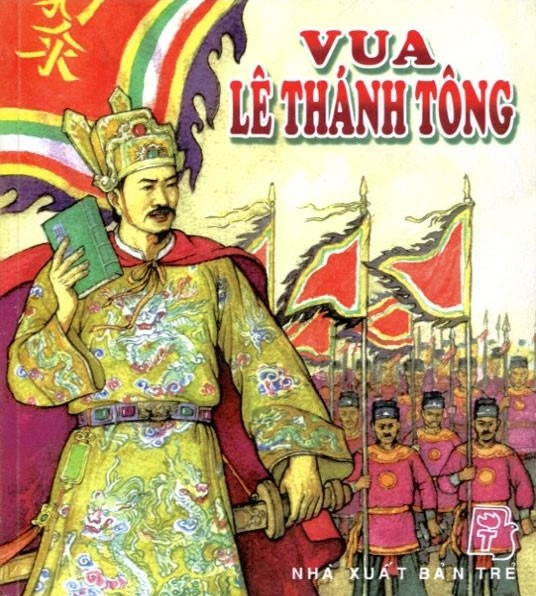 VUA
LÊ THÁNH TÔNG
NHÀ XUẤT BẢN TRẺ